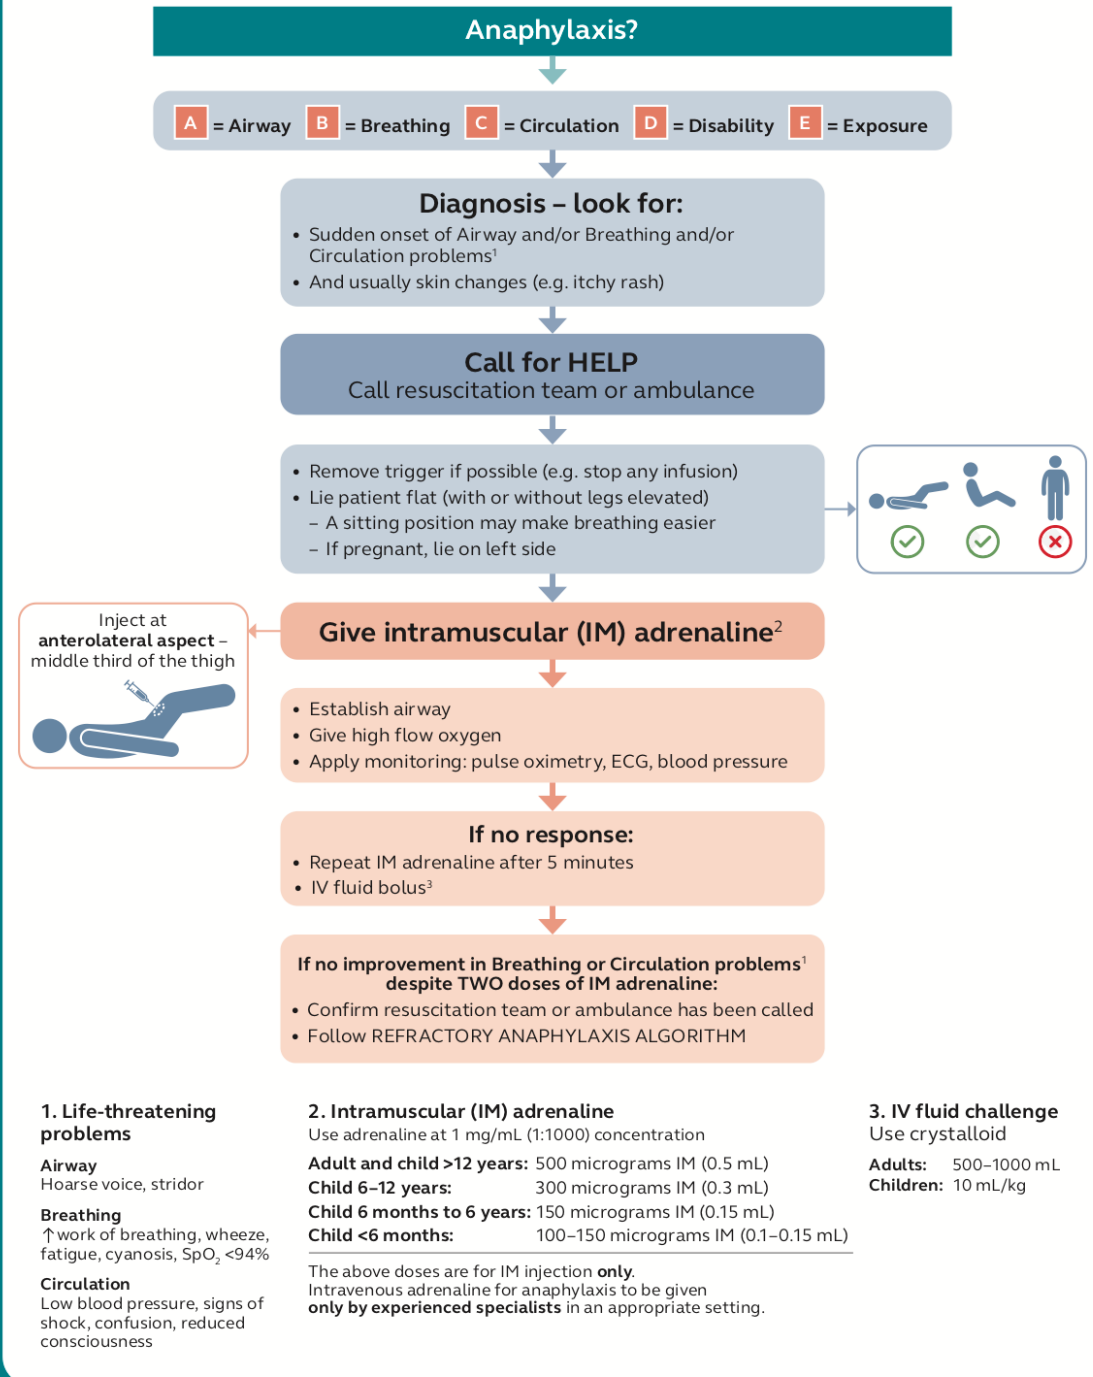 Anaphylaxis?
A = Airway B = Breathing C = Circulation D = Disability E = Exposure
Diagnosis – look for:
• Sudden onset of Airway and/or Breathing and/or
Circulation problems¹
• And usually skin changes (e.g. itchy rash)
Call for HELP
Call resuscitation team or ambulance
• Remove trigger if possible (e.g. stop any infusion)
• Lie patient flat (with or without legs elevated)
– A sitting position may make breathing easier
– If pregnant, lie on left side
Give intramuscular (IM) adrenaline²
Inject at
anterolateral aspect –
middle third of the thigh
• Establish airway
• Give high flow oxygen
• Apply monitoring: pulse oximetry, ECG, blood pressure
If no response:
• Repeat IM adrenaline after 5 minutes
• IV fluid bolus³
If no improvement in Breathing or Circulation problems¹
despite TWO doses of IM adrenaline:
• Confirm resuscitation team or ambulance has been called
• Follow REFRACTORY ANAPHYLAXIS ALGORITHM
1. Life-threatening
problems
Airway
Hoarse voice, stridor
Breathing
↑work of breathing, wheeze,
fatigue, cyanosis, SpO₂ <94%
Circulation
Low blood pressure, signs of
shock, confusion, reduced
consciousness
2. Intramuscular (IM) adrenaline
Use adrenaline at 1 mg/mL (1:1000) concentration
Adult and child >12 years: 500 micrograms IM (0.5 mL)
Child 6–12 years: 300 micrograms IM (0.3 mL)
Child 6 months to 6 years: 150 micrograms IM (0.15 mL)
Child <6 months: 100–150 micrograms IM (0.1–0.15 mL)
The above doses are for IM injection only.
Intravenous adrenaline for anaphylaxis to be given
only by experienced specialists in an appropriate setting.
3. IV fluid challenge
Use crystalloid
Adults: 500–1000 mL
Children: 10 mL/kg